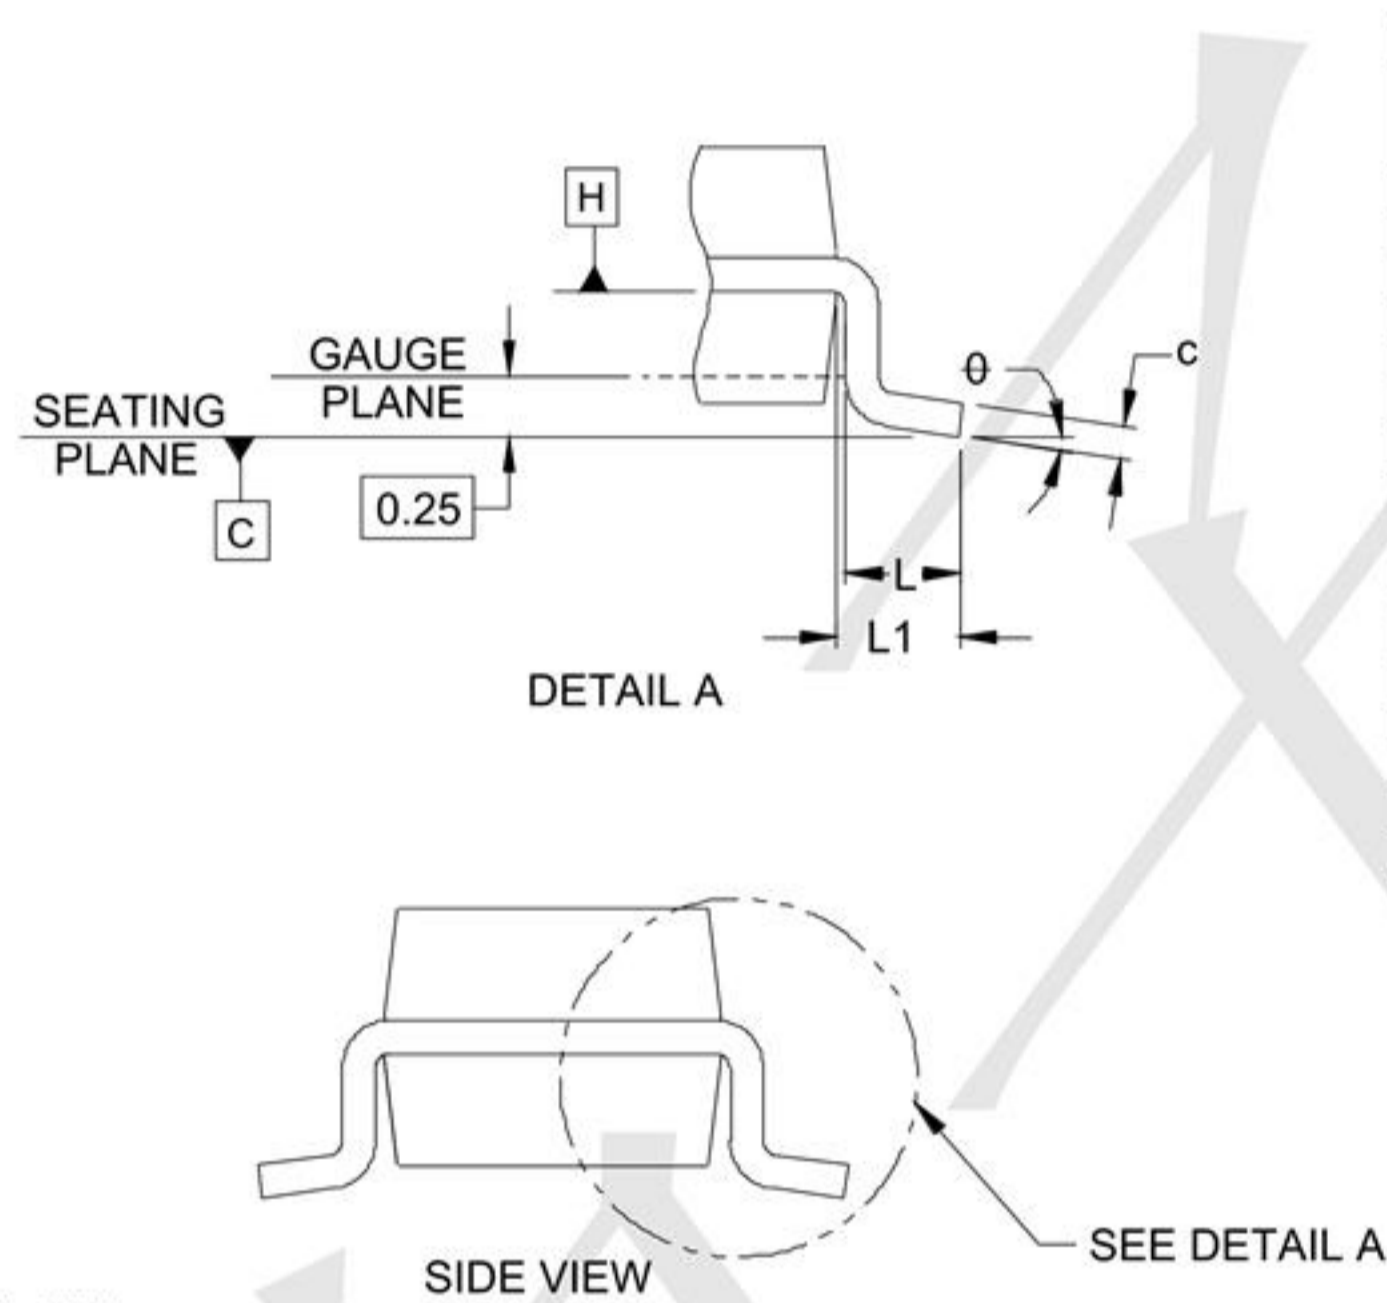 H
GAUGE
PLANE
SEATING
PLANE
0.25
C
θ
c
L
L1
DETAIL A
SIDE VIEW
SEE DETAIL A